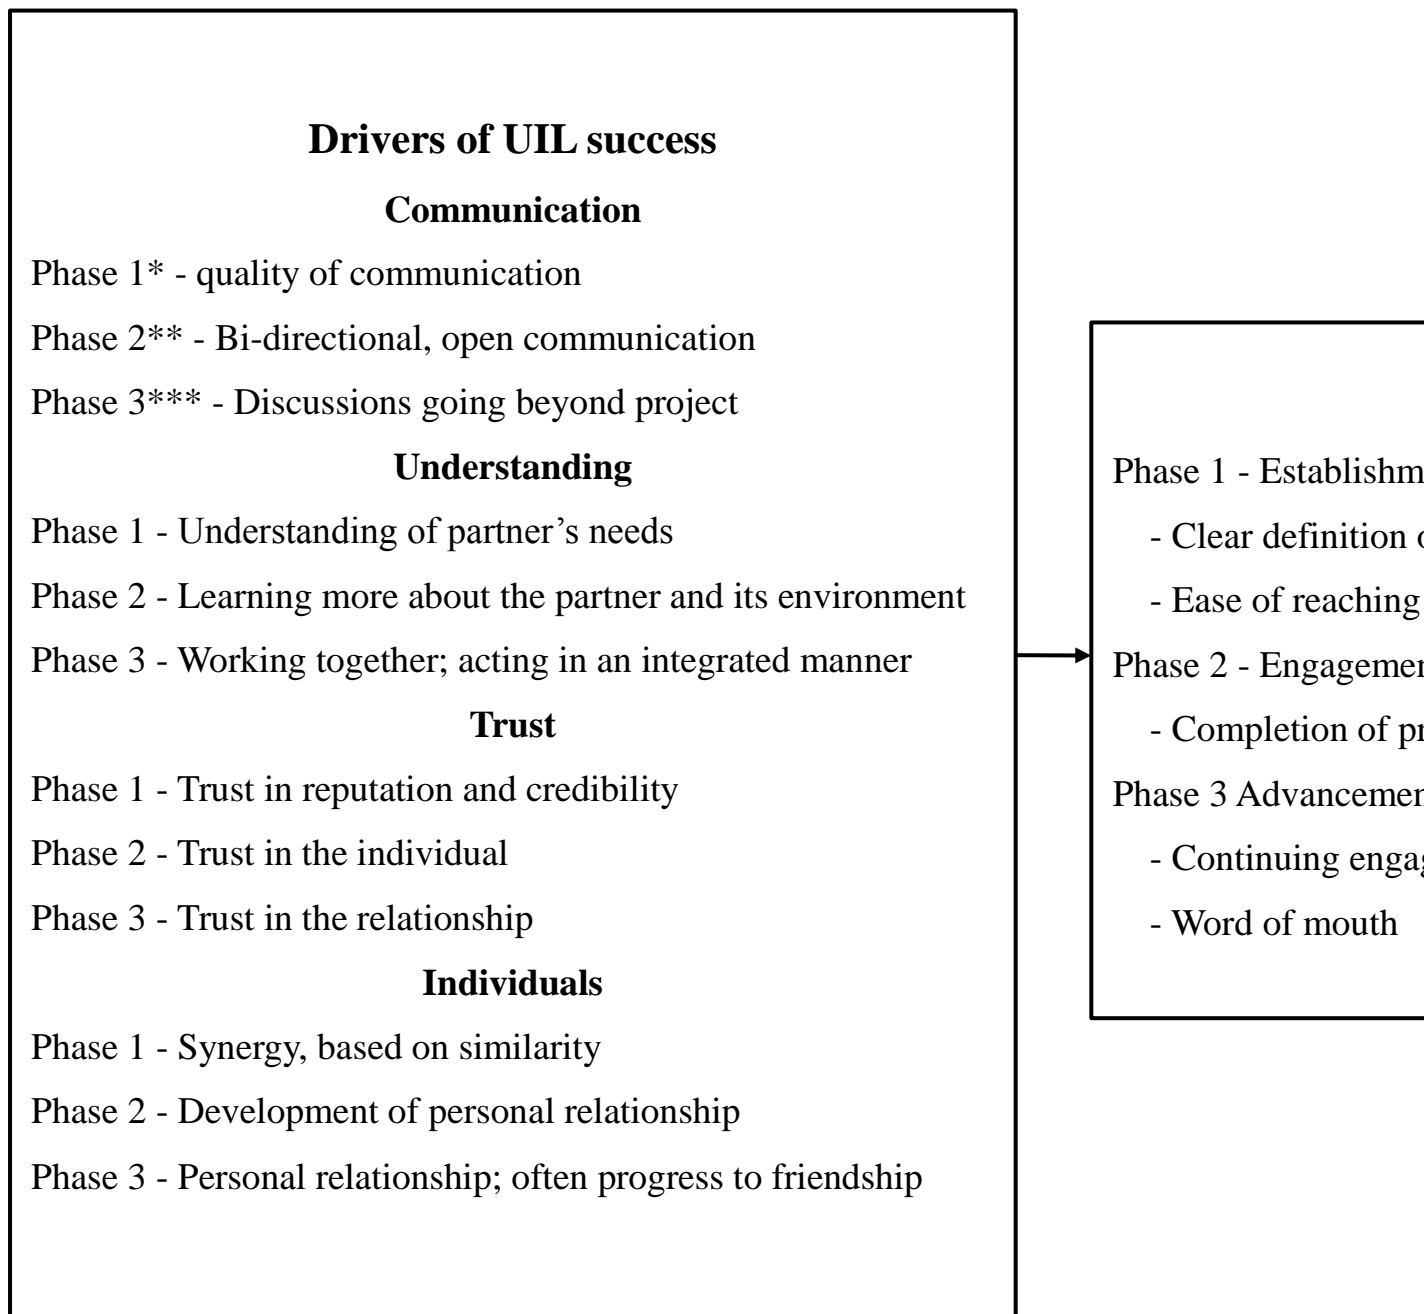 Drivers of UIL success
Communication
Phase 1* - quality of communication
Phase 2** - Bi-directional, open communication
Phase 3*** - Discussions going beyond project
Understanding
Phase 1 - Understanding of partner’s needs
Phase 2 - Learning more about the partner and its environment
Phase 3 - Working together; acting in an integrated manner
Trust
Phase 1 - Trust in reputation and credibility
Phase 2 - Trust in the individual
Phase 3 - Trust in the relationship
Individuals
Phase 1 - Synergy, based on similarity
Phase 2 - Development of personal relationship
Phase 3 - Personal relationship; often progress to friendship
Phase 1 -
- Clear definition
- Ease of reaching
Phase 2 -
- Completion of
Phase 3
- Continuing
- Word of mouth